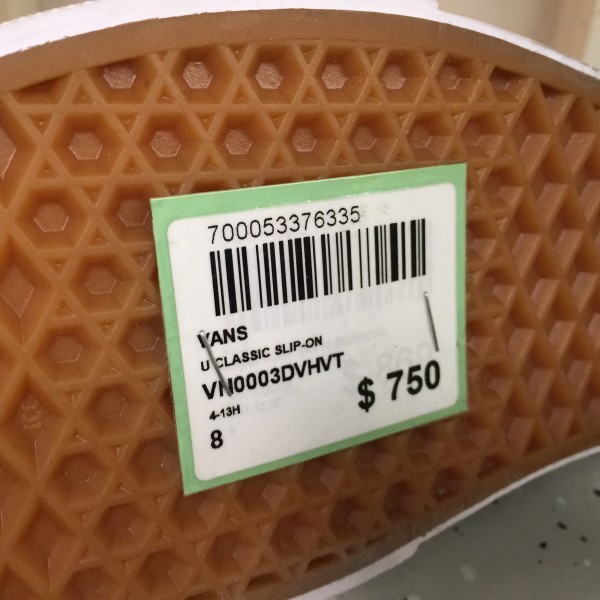 700053376335
VANS
U CLASSIC SLIP-ON
VN0003DVHVT
4-13H
$ 750
8